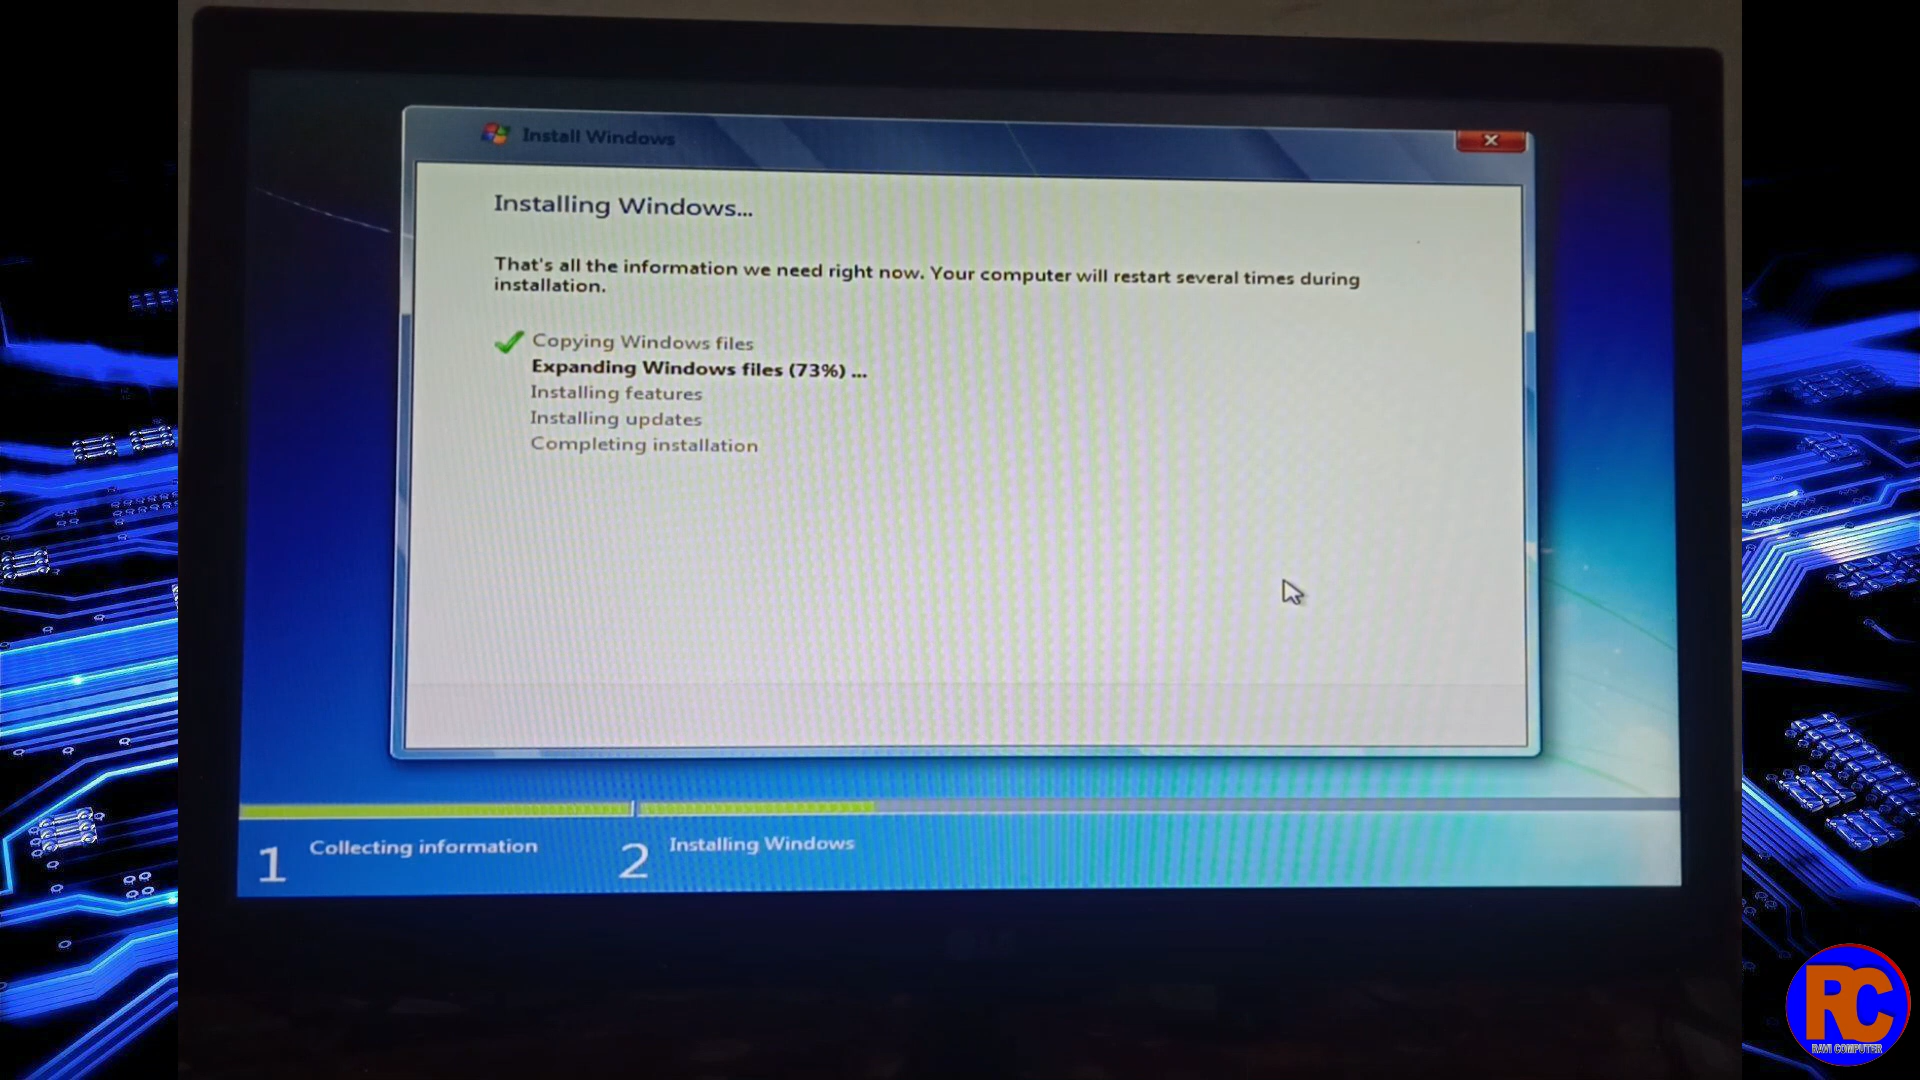 Install Windows
Installing Windows...
That's all the information we need right now. Your computer will restart several times during
installation.
Copying Windows files
Expanding Windows files (73%) ...
Installing features
Installing updates
Completing installation
1 Collecting information
2 Installing Windows
RC
RAVI COMPUTER